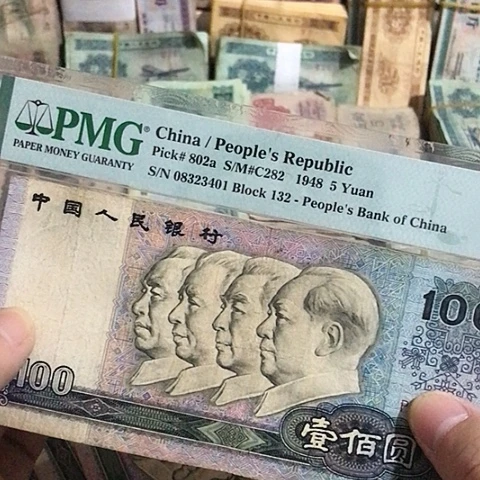 PMG®
PAPER MONEY GUARANTY
China / People's Republic
Pick# 802a S/M#C282 1948 5 Yuan
S/N 08323401 Block 132 - People's Bank of China
中国人民银行
100
100
壹佰圆